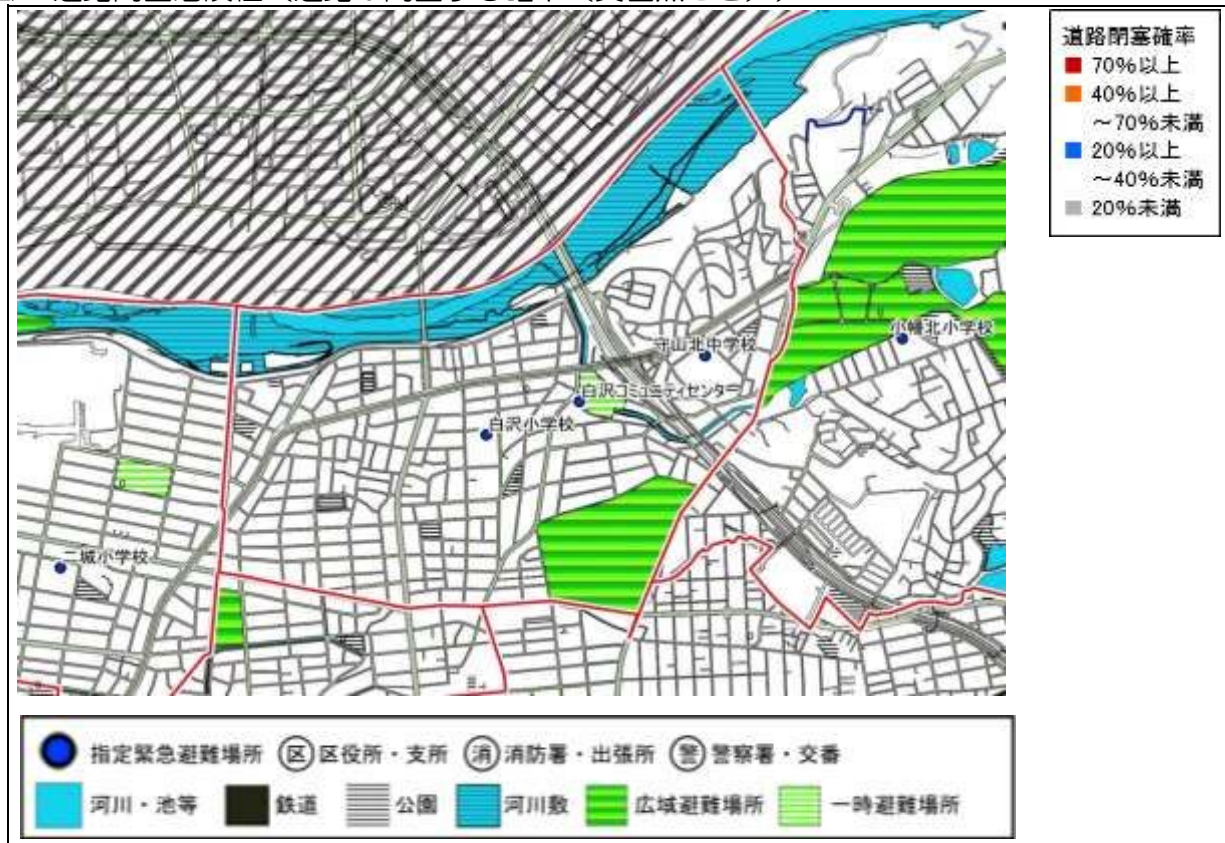 道路閉塞確率
70%以上
40%以上
～70%未満
20%以上
～40%未満
20%未満
小幡北小学校
守山北中学校
白沢コミュニティセンター
白沢小学校
二城小学校
指定緊急避難場所 区 区役所・支所 消 消防署・出張所 警 警察署・交番
河川・池等 鉄道 公園 河川敷 広域避難場所 一時避難場所